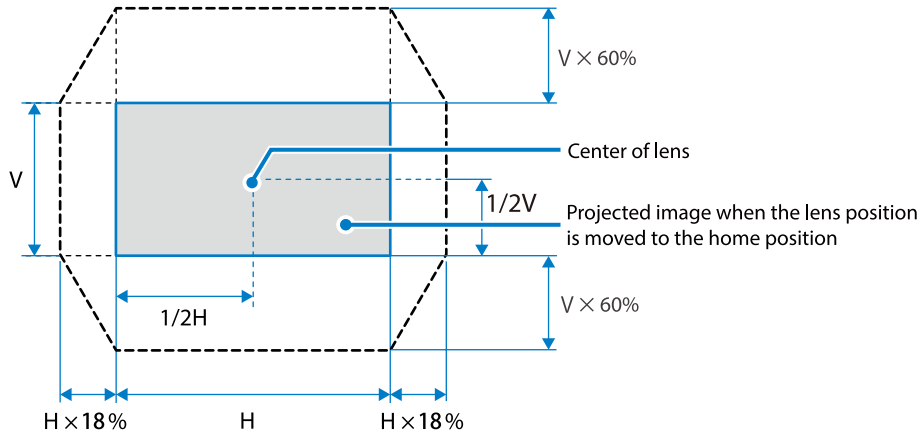 V × 60%
Center of lens
V
1/2V
Projected image when the lens position
is moved to the home position
1/2H
V × 60%
H × 18%
H
H × 18%